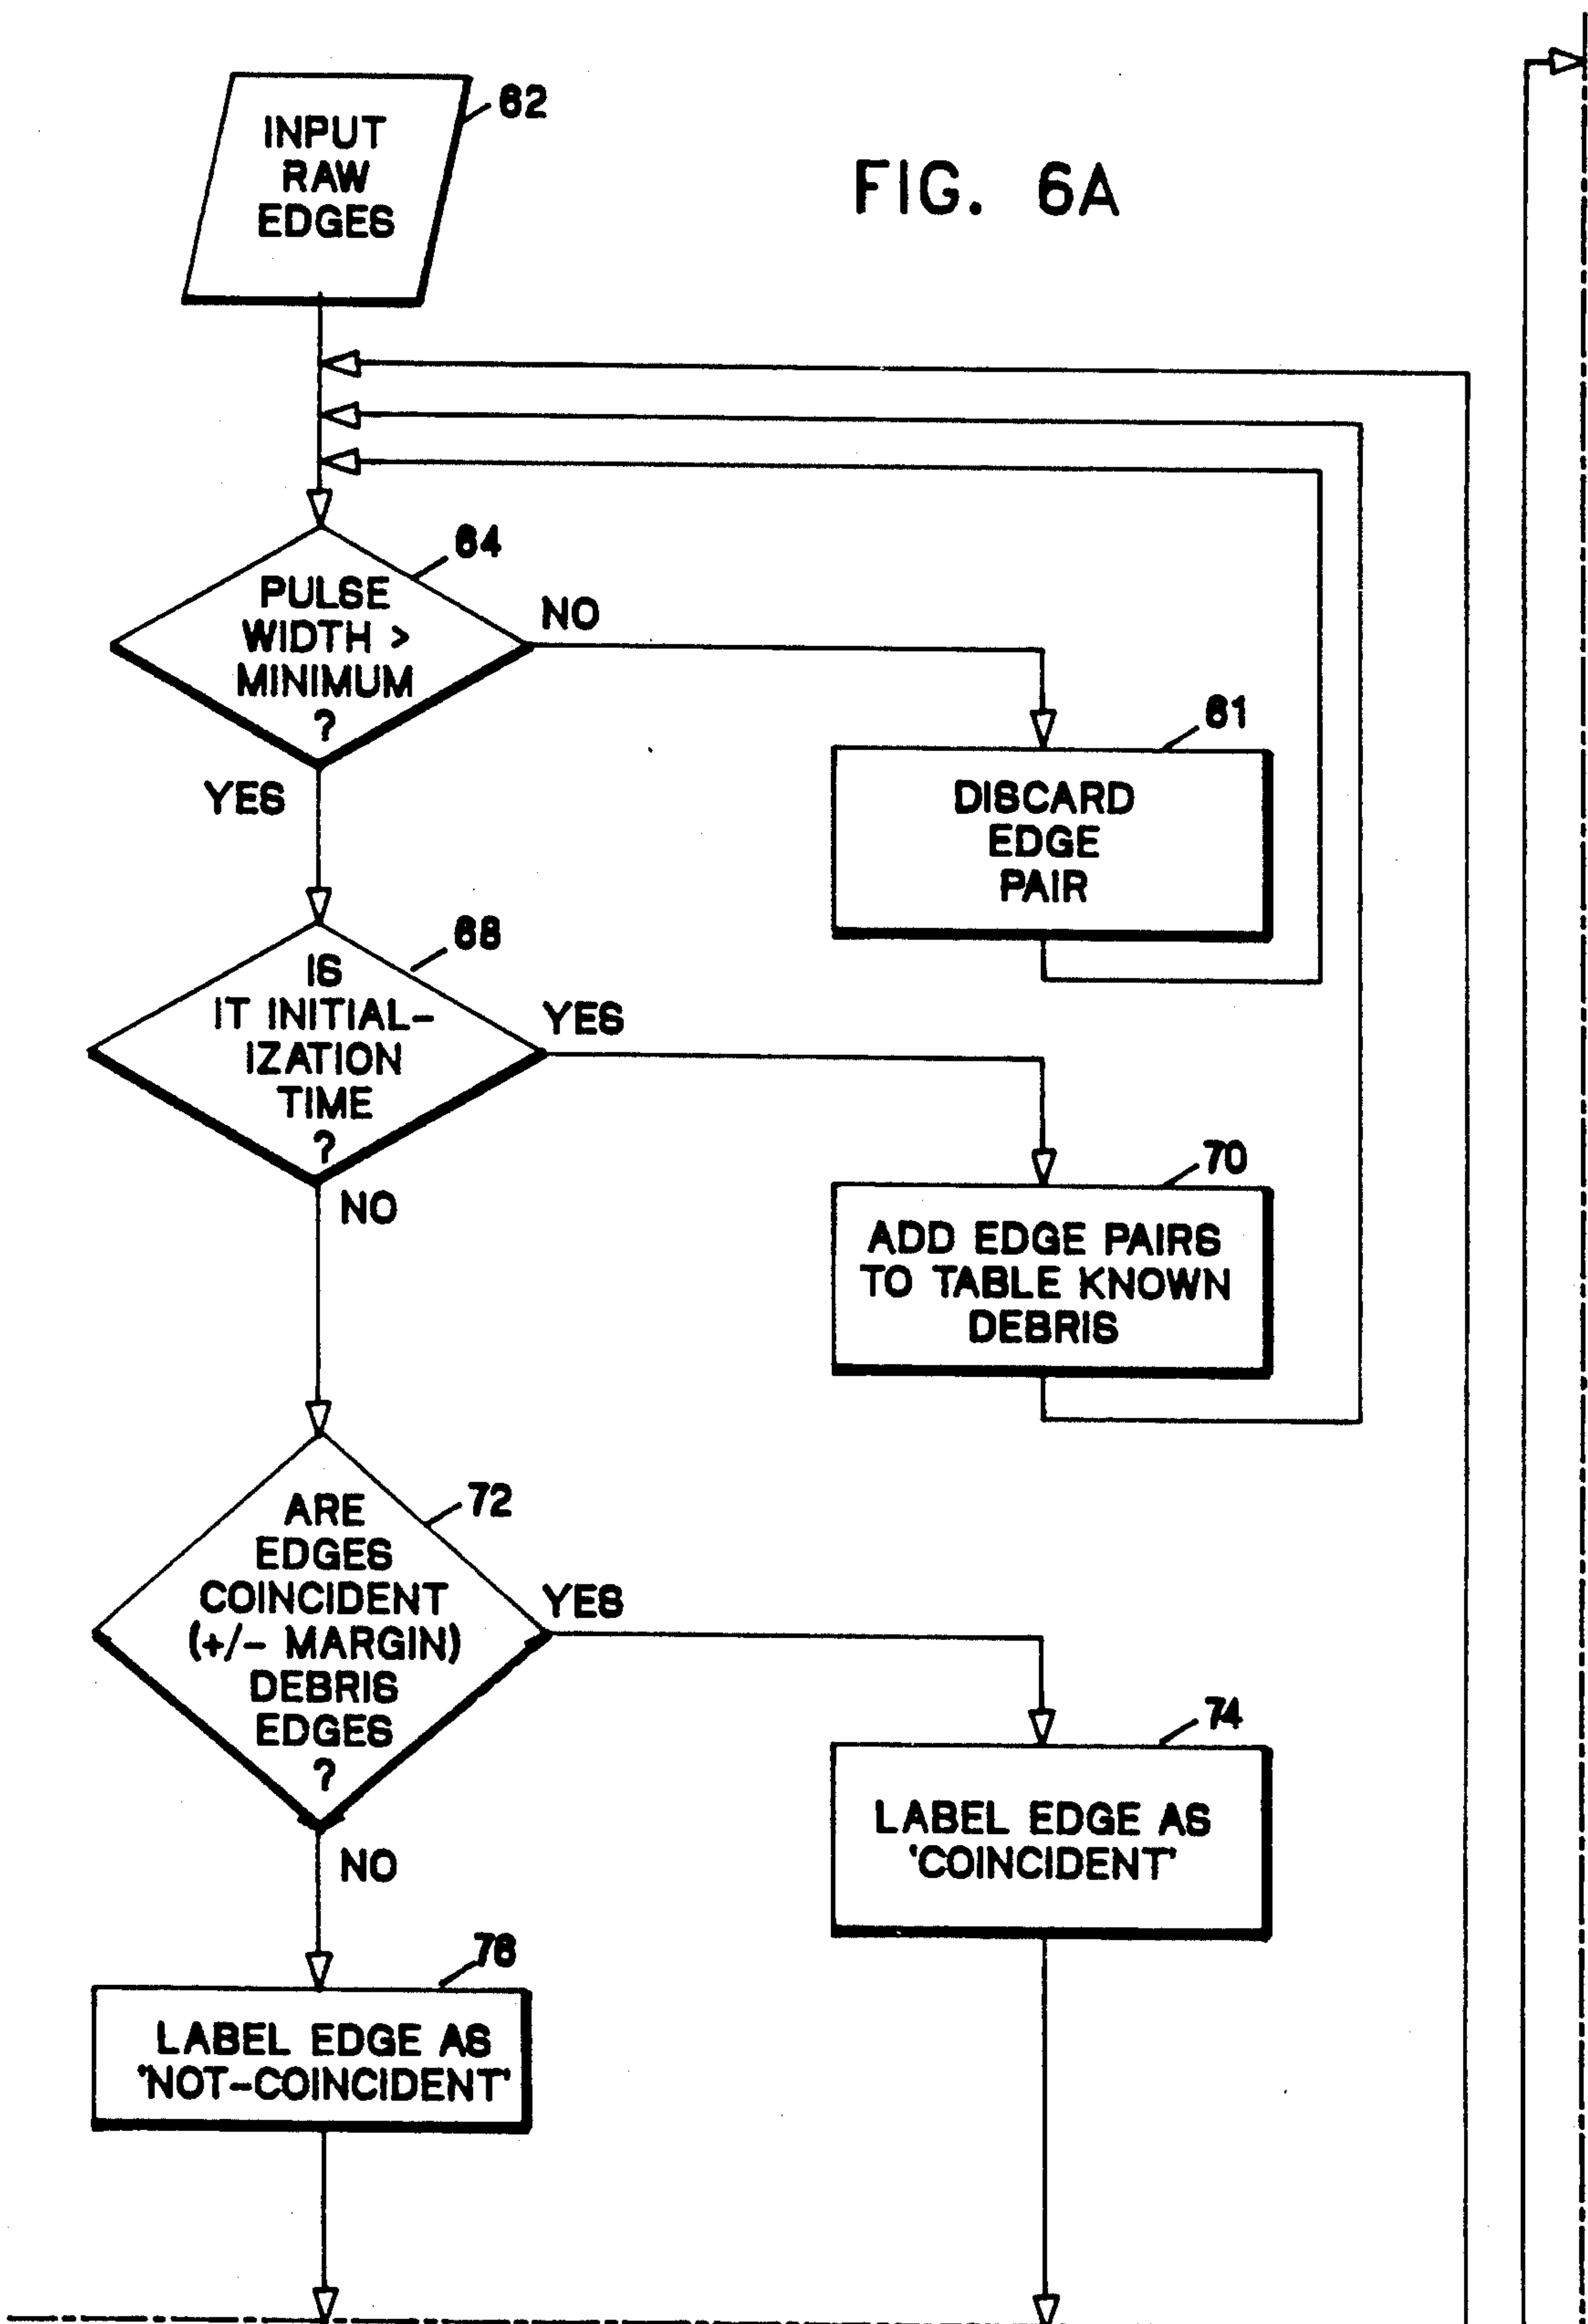 62
INPUT
RAW
EDGES
FIG. 6A
64
PULSE
WIDTH >
MINIMUM
?
NO
YES
61
DISCARD
EDGE
PAIR
68
IS
IT INITIAL-
IZATION
TIME
?
YES
NO
70
ADD EDGE PAIRS
TO TABLE KNOWN
DEBRIS
72
ARE
EDGES
COINCIDENT
(+/- MARGIN)
DEBRIS
EDGES
?
YES
NO
74
LABEL EDGE AS
'COINCIDENT'
76
LABEL EDGE AS
'NOT-COINCIDENT'